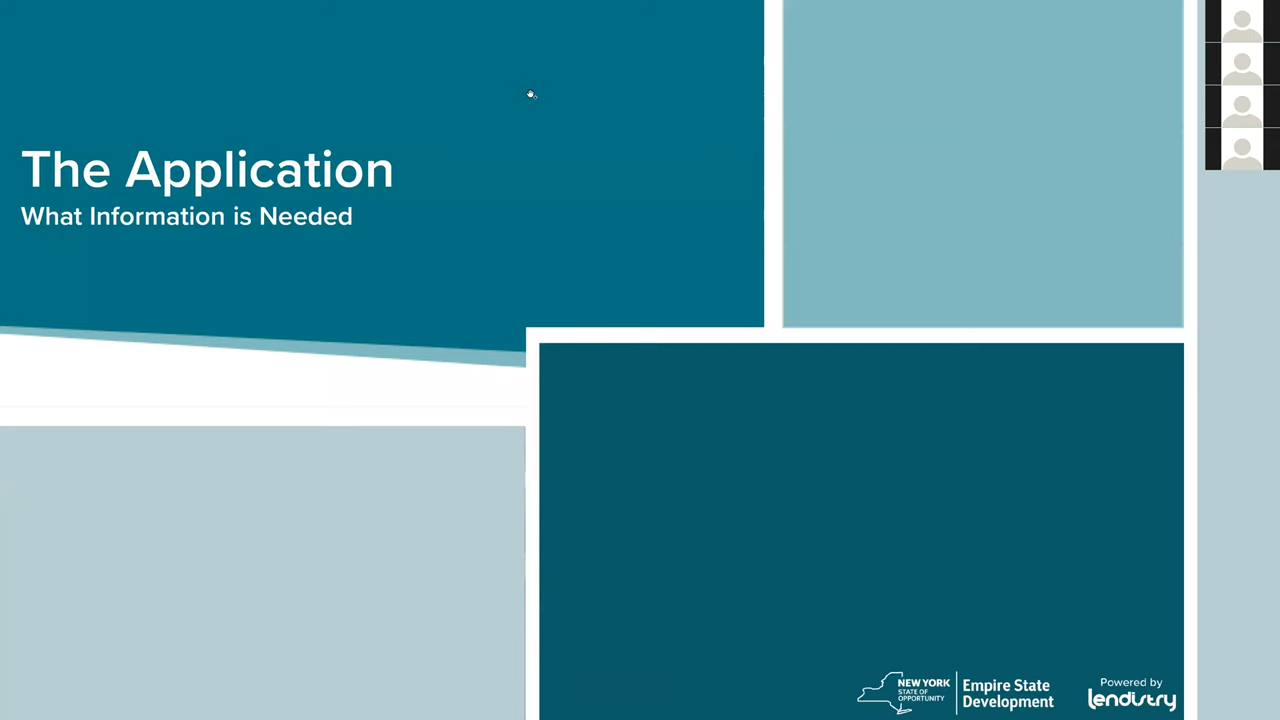 The Application
What Information is Needed
NEW YORK
STATE OF
OPPORTUNITY
Empire State
Development
Powered by
lendistry